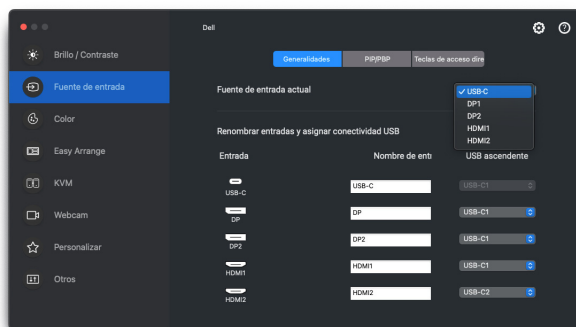 Dell
Brillo / Contraste
Generalidades
PIP/PBP
Teclas de acceso dire
Fuente de entrada
Fuente de entrada actual
USB-C
DP1
DP2
HDMI1
HDMI2
Color
Renombrar entradas y asignar conectividad USB
Easy Arrange
Entrada
Nombre de entr
USB ascendente
KVM
USB-C
USB-C
USB-C1
Webcam
DP
DP
USB-C1
Personalizar
DP2
DP2
USB-C1
Otros
HDMI1
HDMI1
USB-C1
HDMI2
HDMI2
USB-C2